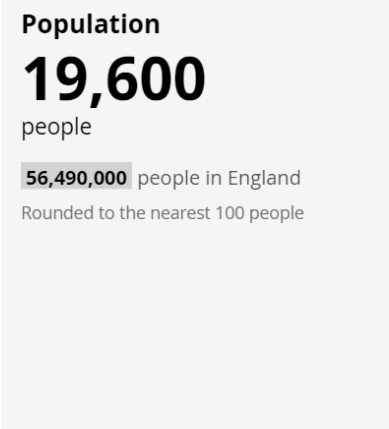 Population
19,600
people
56,490,000 people in England
Rounded to the nearest 100 people